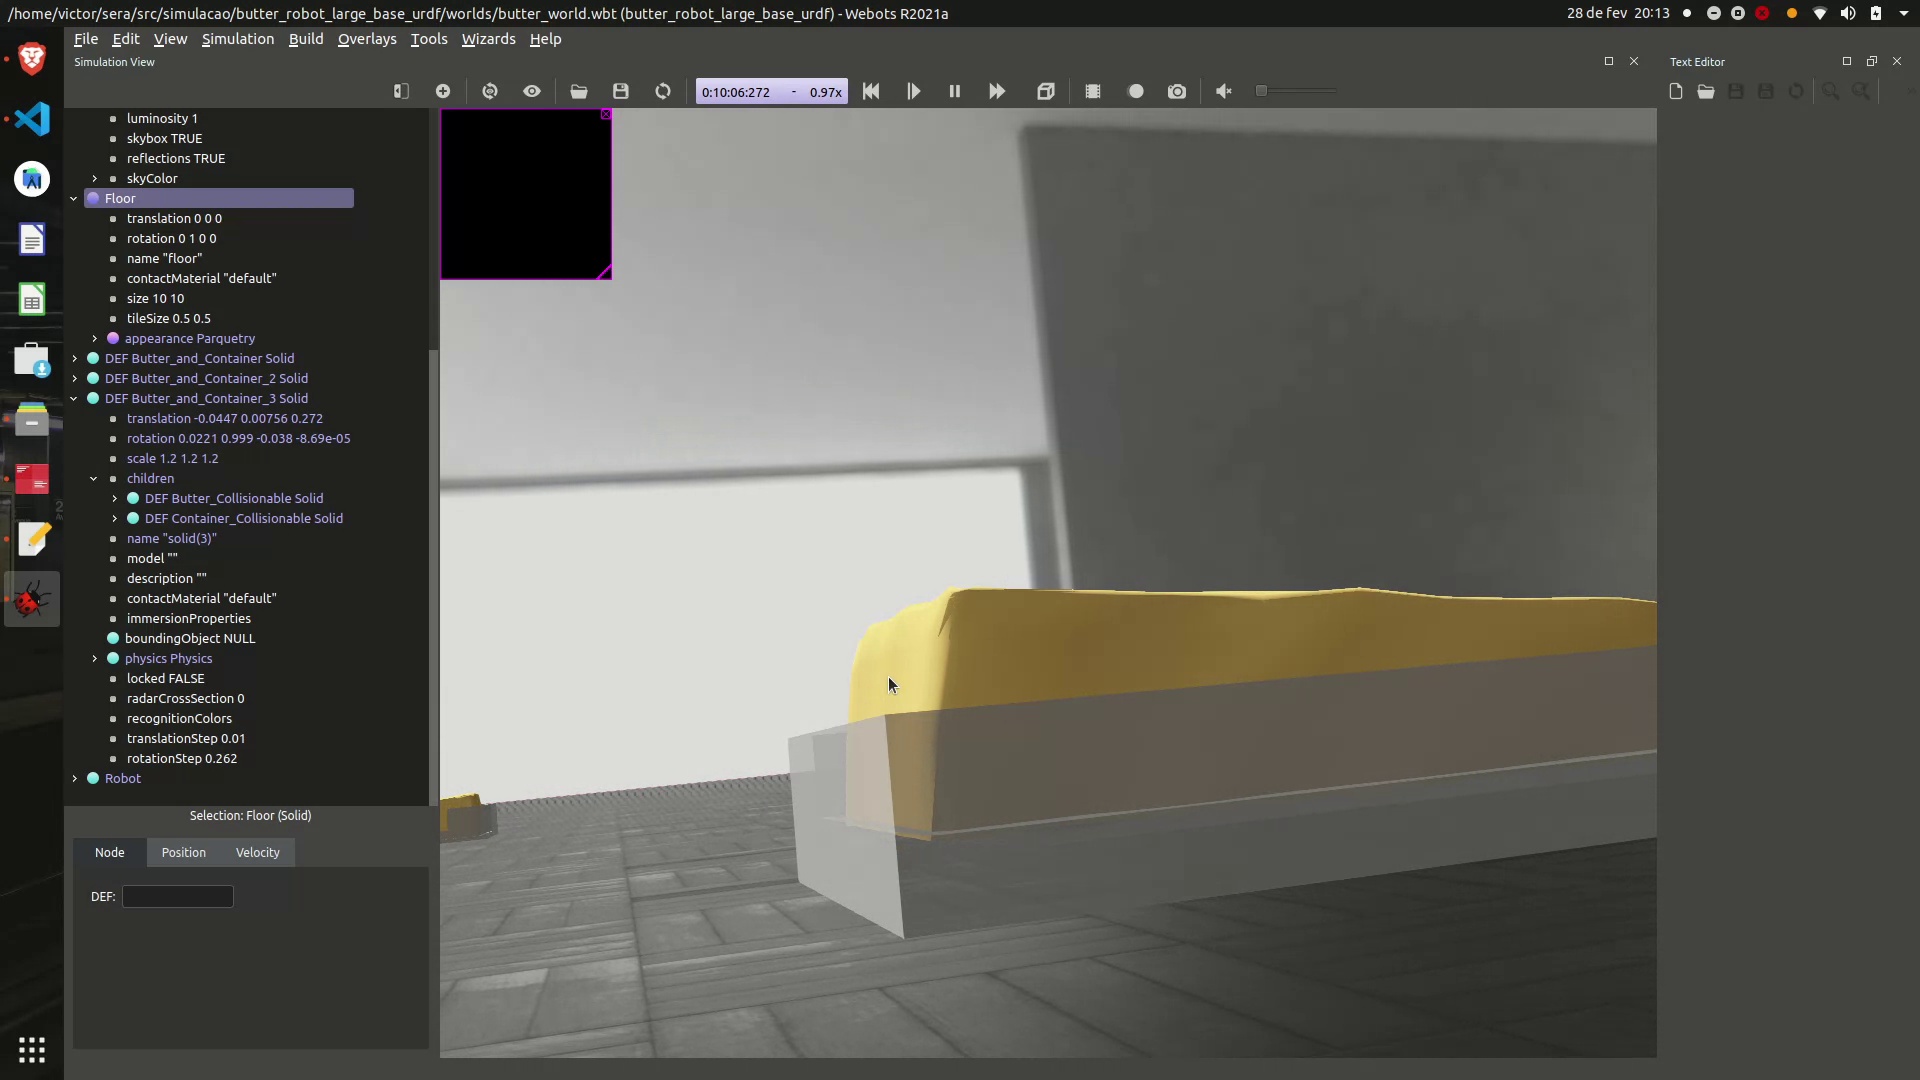 /home/victor/sera/src/simulacao/butter_robot_large_base_urdf/worlds/butter_world.wbt (butter_robot_large_base_urdf) - Webots R2021a
28 de fev 20:13
File Edit View Simulation Build Overlays Tools Wizards Help
Simulation View
Text Editor
0:10:06:272 - 0.97x
luminosity 1
skybox TRUE
reflections TRUE
skyColor
Floor
translation 0 0 0
rotation 0 1 0 0
name "floor"
contactMaterial "default"
size 10 10
tileSize 0.5 0.5
appearance Parquetry
DEF Butter_and_Container Solid
DEF Butter_and_Container_2 Solid
DEF Butter_and_Container_3 Solid
translation -0.0447 0.00756 0.272
rotation 0.0221 0.999 -0.038 -8.69e-05
scale 1.2 1.2 1.2
children
DEF Butter_Collisionable Solid
DEF Container_Collisionable Solid
name "solid(3)"
model ""
description ""
contactMaterial "default"
immersionProperties
boundingObject NULL
physics Physics
locked FALSE
radarCrossSection 0
recognitionColors
translationStep 0.01
rotationStep 0.262
Robot
Selection: Floor (Solid)
Node Position Velocity
DEF: